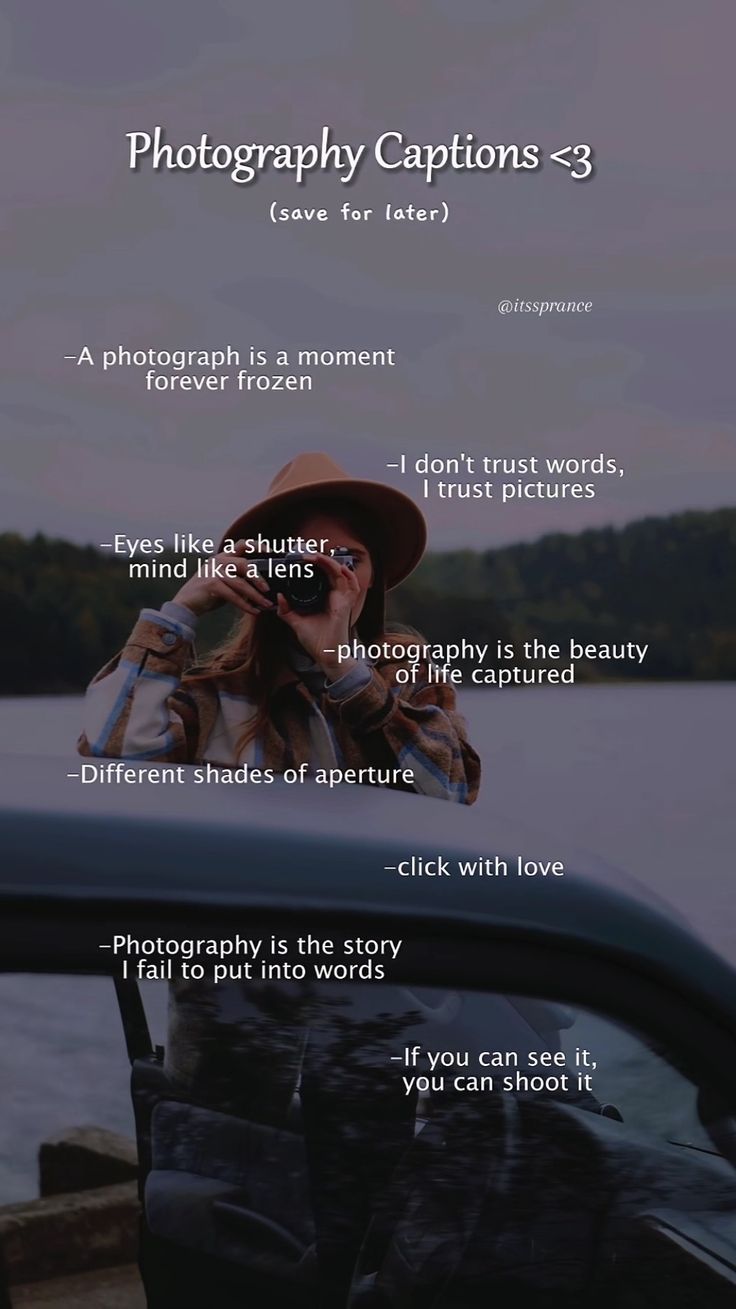 Photography Captions <3
(save for later)
@itssprance
-A photograph is a moment
forever frozen
-I don't trust words,
I trust pictures
-Eyes like a shutter,
mind like a lens
-photography is the beauty
of life captured
-Different shades of aperture
-click with love
-Photography is the story
I fail to put into words
-If you can see it,
you can shoot it